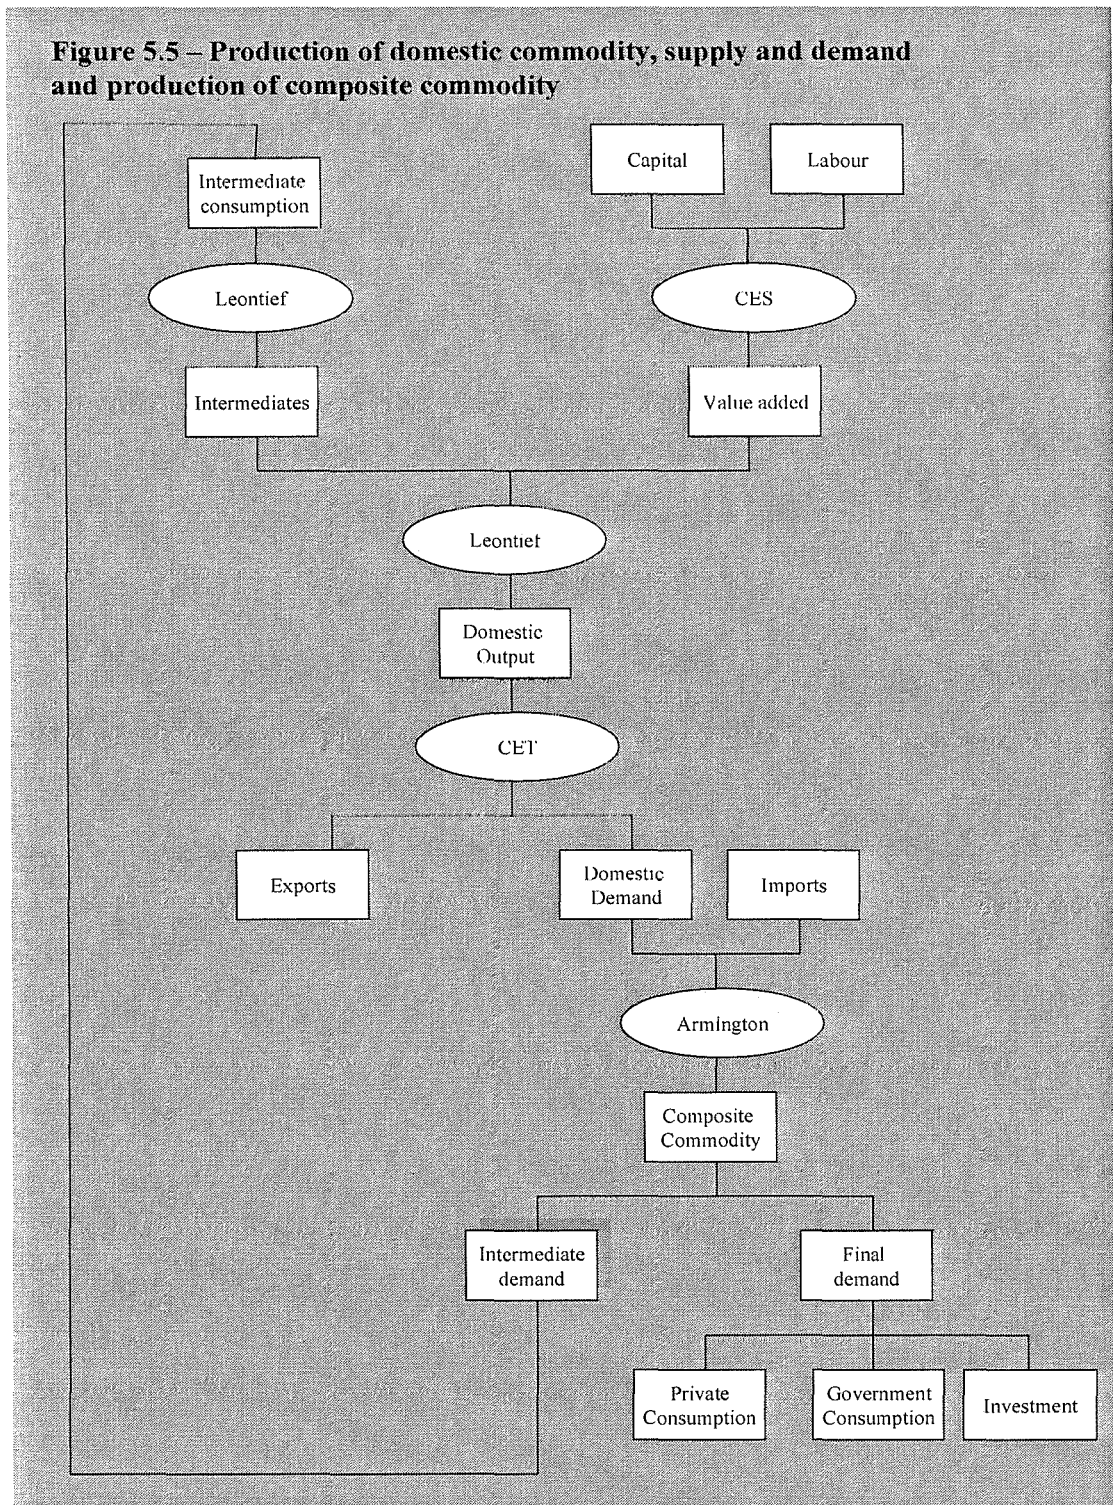 Figure 5.5 – Production of domestic commodity, supply and demand
and production of composite commodity
Capital
Labour
Intermediate
consumption
Leontief
CES
Intermediates
Value added
Leontief
Domestic
Output
CET
Exports
Domestic
Demand
Imports
Armington
Composite
Commodity
Intermediate
demand
Final
demand
Private
Consumption
Government
Consumption
Investment